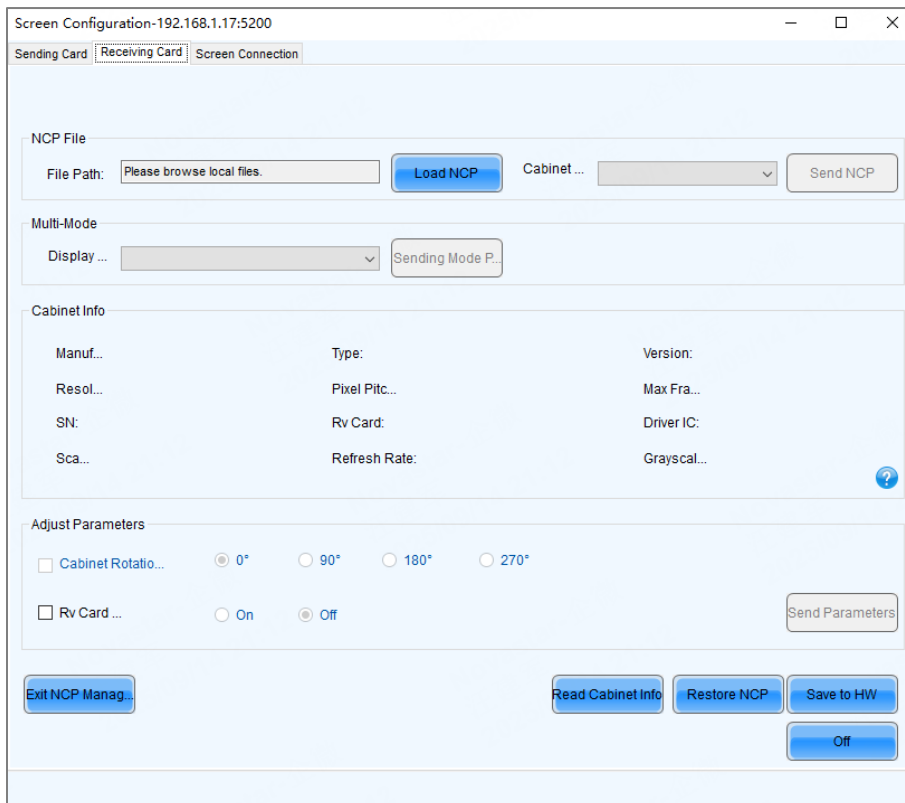 Screen Configuration-192.168.1.17:5200
Sending Card Receiving Card Screen Connection
NCP File
File Path: Please browse local files. Load NCP Cabinet ... Send NCP
Multi-Mode
Display ... Sending Mode P...
Cabinet Info
Manuf... Type: Version:
Resol... Pixel Pitc... Max Fra...
SN: Rv Card: Driver IC:
Sca... Refresh Rate: Grayscal...
?
Adjust Parameters
Cabinet Rotatio... 0° 90° 180° 270°
Rv Card ... On Off Send Parameters
Exit NCP Manag... Read Cabinet Info Restore NCP Save to HW
Off